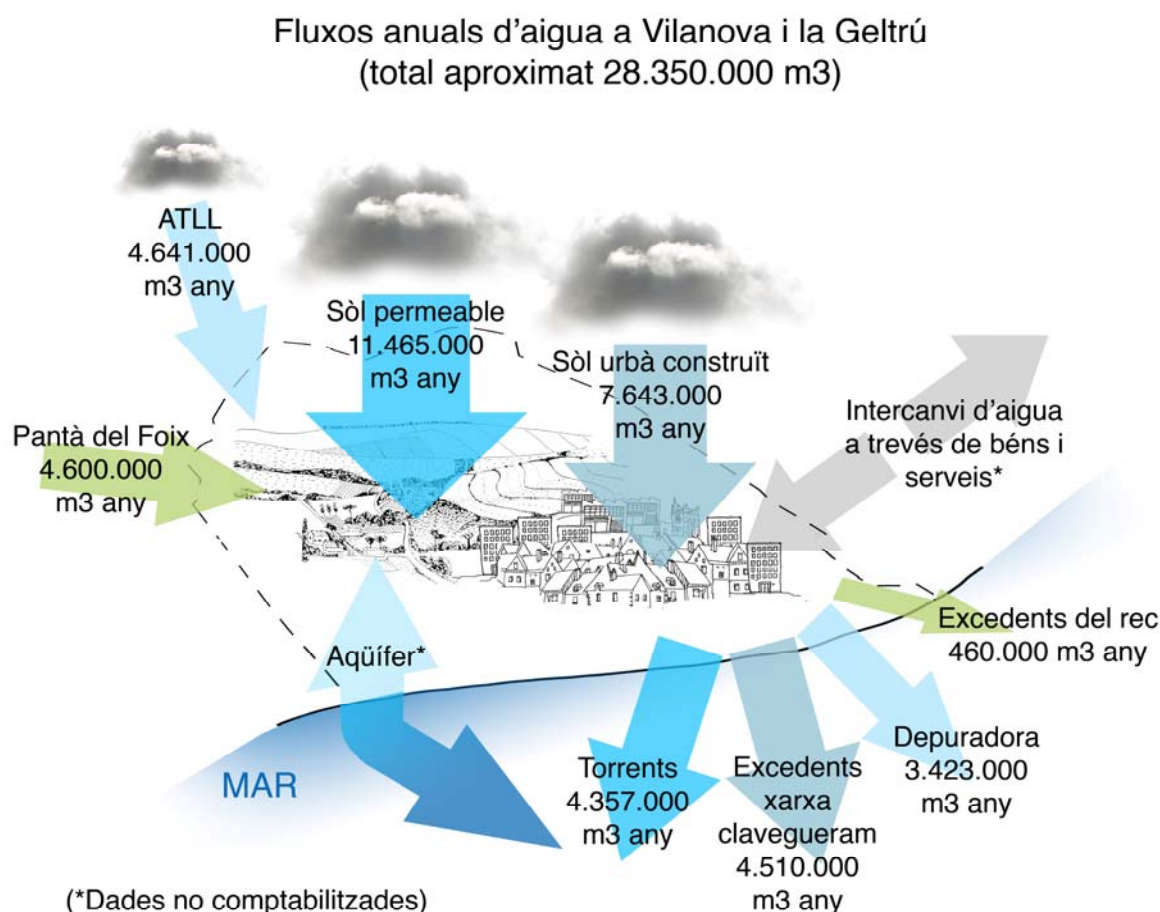 Fluxos anuals d'aigua a Vilanova i la Geltrú
(total aproximat 28.350.000 m3)
ATLL
4.641.000
m3 any
Sòl permeable
11.465.000
m3 any
Sòl urbà construït
7.643.000
m3 any
Pantà del Foix
4.600.000
m3 any
Intercanvi d'aigua
a trevés de béns i
serveis*
Excedents del rec
460.000 m3 any
Aqüífer*
MAR
Torrents
4.357.000
m3 any
Excedents
xarxa
clavegueram
4.510.000
m3 any
Depuradora
3.423.000
m3 any
(*Dades no comptabilitzades)